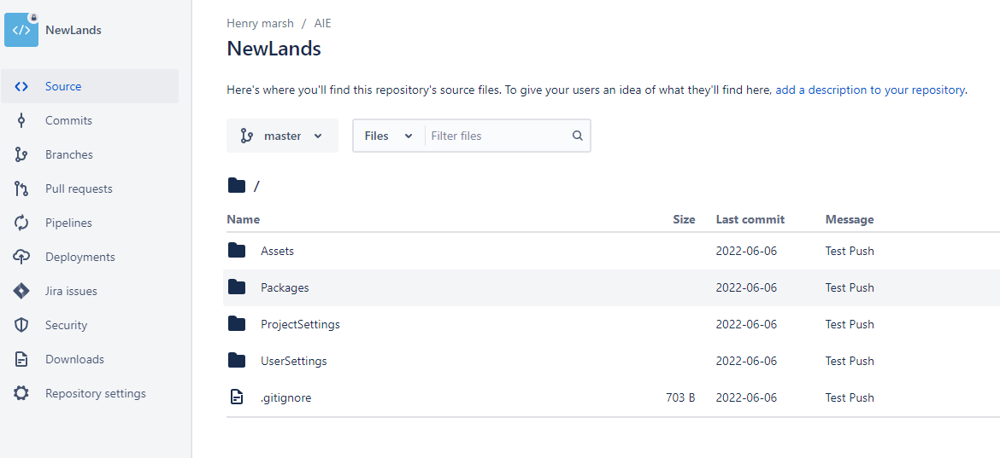 NewLands
Source
Commits
Branches
Pull requests
Pipelines
Deployments
Jira issues
Security
Downloads
Repository settings
Henry marsh / AIE
NewLands
Here's where you'll find this repository's source files. To give your users an idea of what they'll find here, add a description to your repository.
master Files Filter files
/
Name Size Last commit Message
Assets 2022-06-06 Test Push
Packages 2022-06-06 Test Push
ProjectSettings 2022-06-06 Test Push
UserSettings 2022-06-06 Test Push
.gitignore 703 B 2022-06-06 Test Push